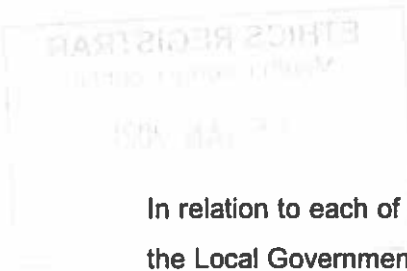 ETHICS REGISTRAR
In relation to each of
the Local Governmen